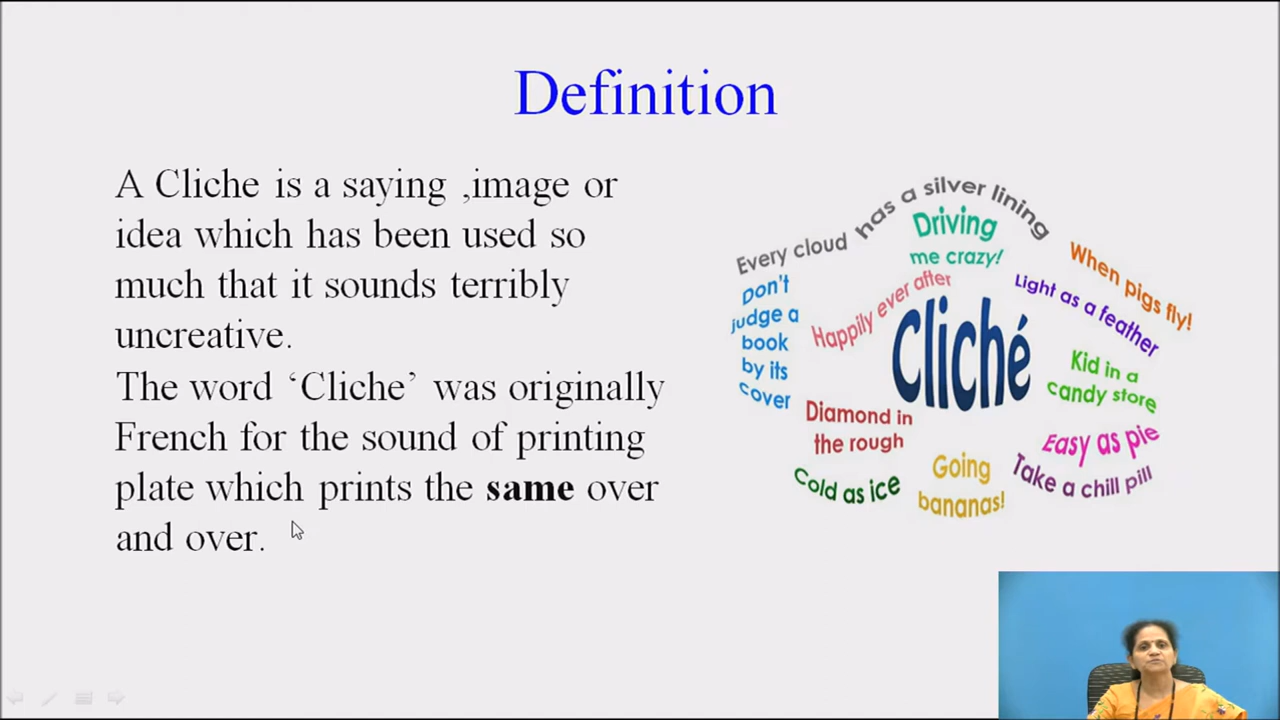 Definition
A Cliche is a saying ,image or
idea which has been used so
much that it sounds terribly
uncreative.
The word ‘Cliche’ was originally
French for the sound of printing
plate which prints the same over
and over.
Every cloud has a silver lining
Driving
me crazy!
When pigs fly!
Don't
judge a
book
by its
cover
Happily ever after
Light as a feather
Cliché
Kid in a
candy store
Diamond in
the rough
Easy as pie
Cold as ice
Going
bananas!
Take a chill pill